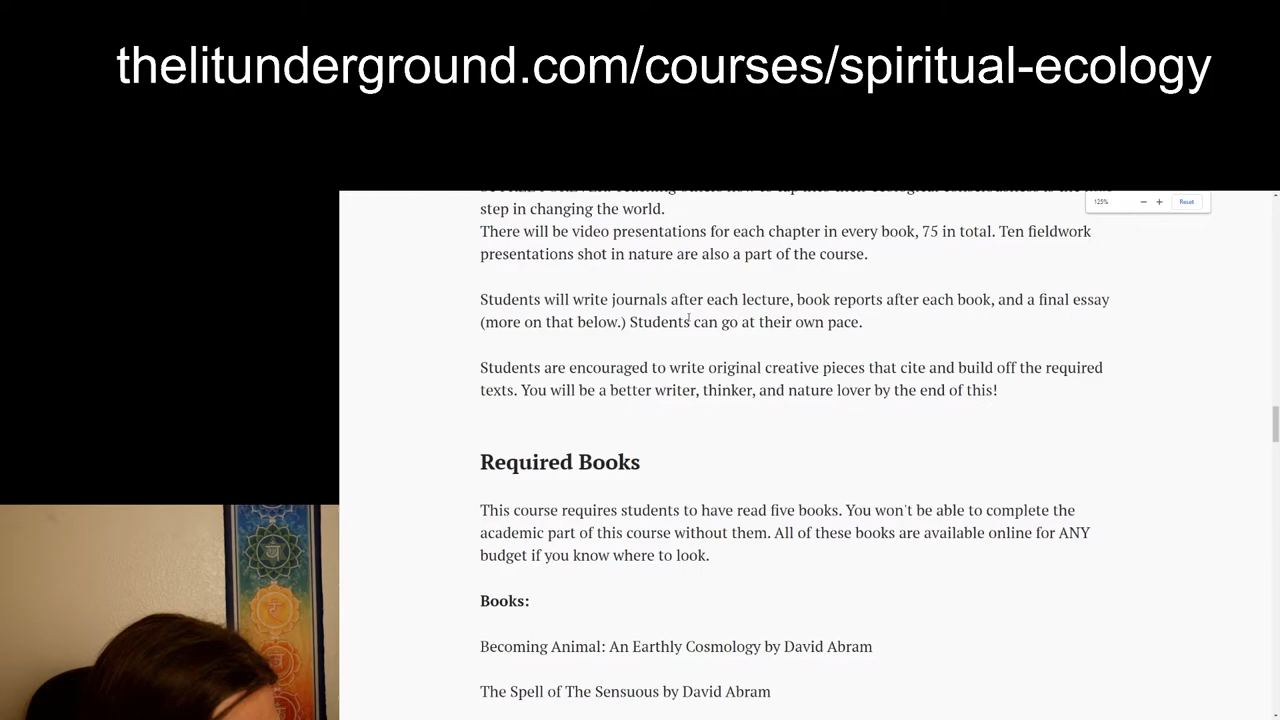 thelitunderground.com/courses/spiritual-ecology
125%
Reset
step in changing the world.
There will be video presentations for each chapter in every book, 75 in total. Ten fieldwork
presentations shot in nature are also a part of the course.
Students will write journals after each lecture, book reports after each book, and a final essay
(more on that below.) Students can go at their own pace.
Students are encouraged to write original creative pieces that cite and build off the required
texts. You will be a better writer, thinker, and nature lover by the end of this!
Required Books
This course requires students to have read five books. You won't be able to complete the
academic part of this course without them. All of these books are available online for ANY
budget if you know where to look.
Books:
Becoming Animal: An Earthly Cosmology by David Abram
The Spell of The Sensuous by David Abram